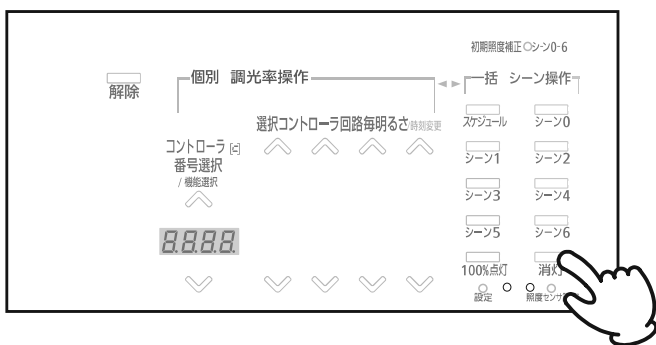 初期照度補正○シーン0-6
個別 調光率操作
一括 シーン操作
解除
選択コントローラ回路毎明るさ/時刻変更
スケジュール
シーン0
コントローラ [c]
番号選択
/ 機能選択
シーン1
シーン2
シーン3
シーン4
8.8.8.8.
シーン5
シーン6
100%点灯
消灯
設定
照度センサ